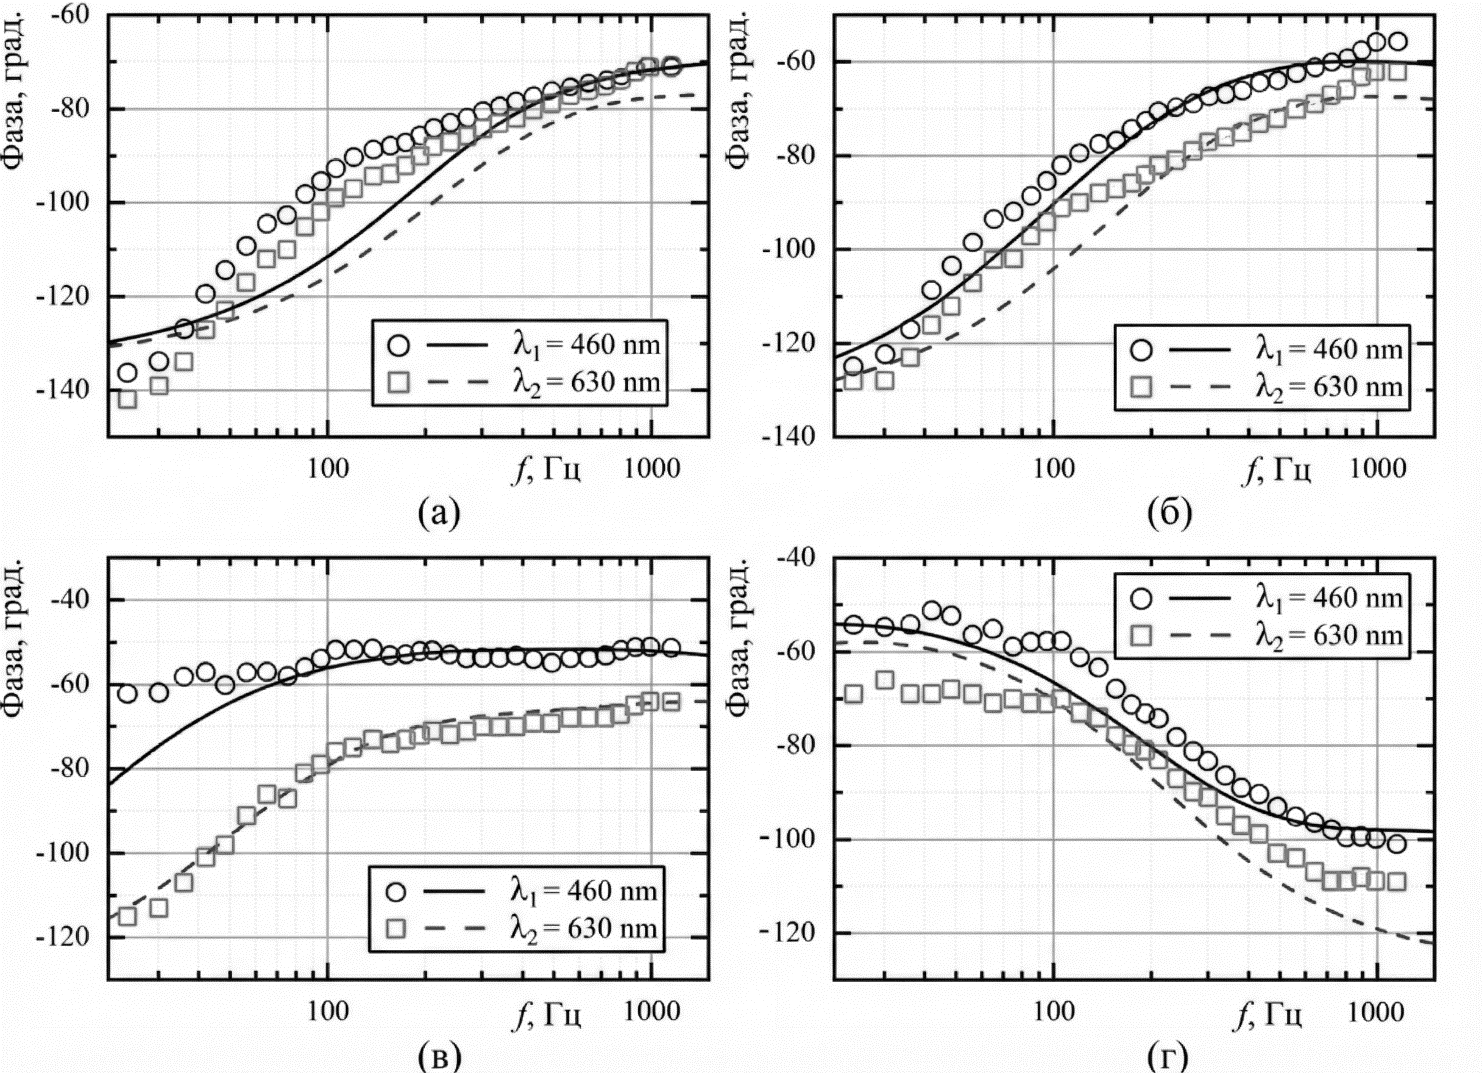 Фаза, град.
-60
-80
-100
-120
-140
λ1 = 460 nm
λ2 = 630 nm
100
f, Гц
1000
(а)
Фаза, град.
-60
-80
-100
-120
-140
λ1 = 460 nm
λ2 = 630 nm
100
f, Гц
1000
(б)
Фаза, град.
-40
-60
-80
-100
-120
λ1 = 460 nm
λ2 = 630 nm
100
f, Гц
1000
(в)
Фаза, град.
-40
-60
-80
-100
-120
λ1 = 460 nm
λ2 = 630 nm
100
f, Гц
1000
(г)